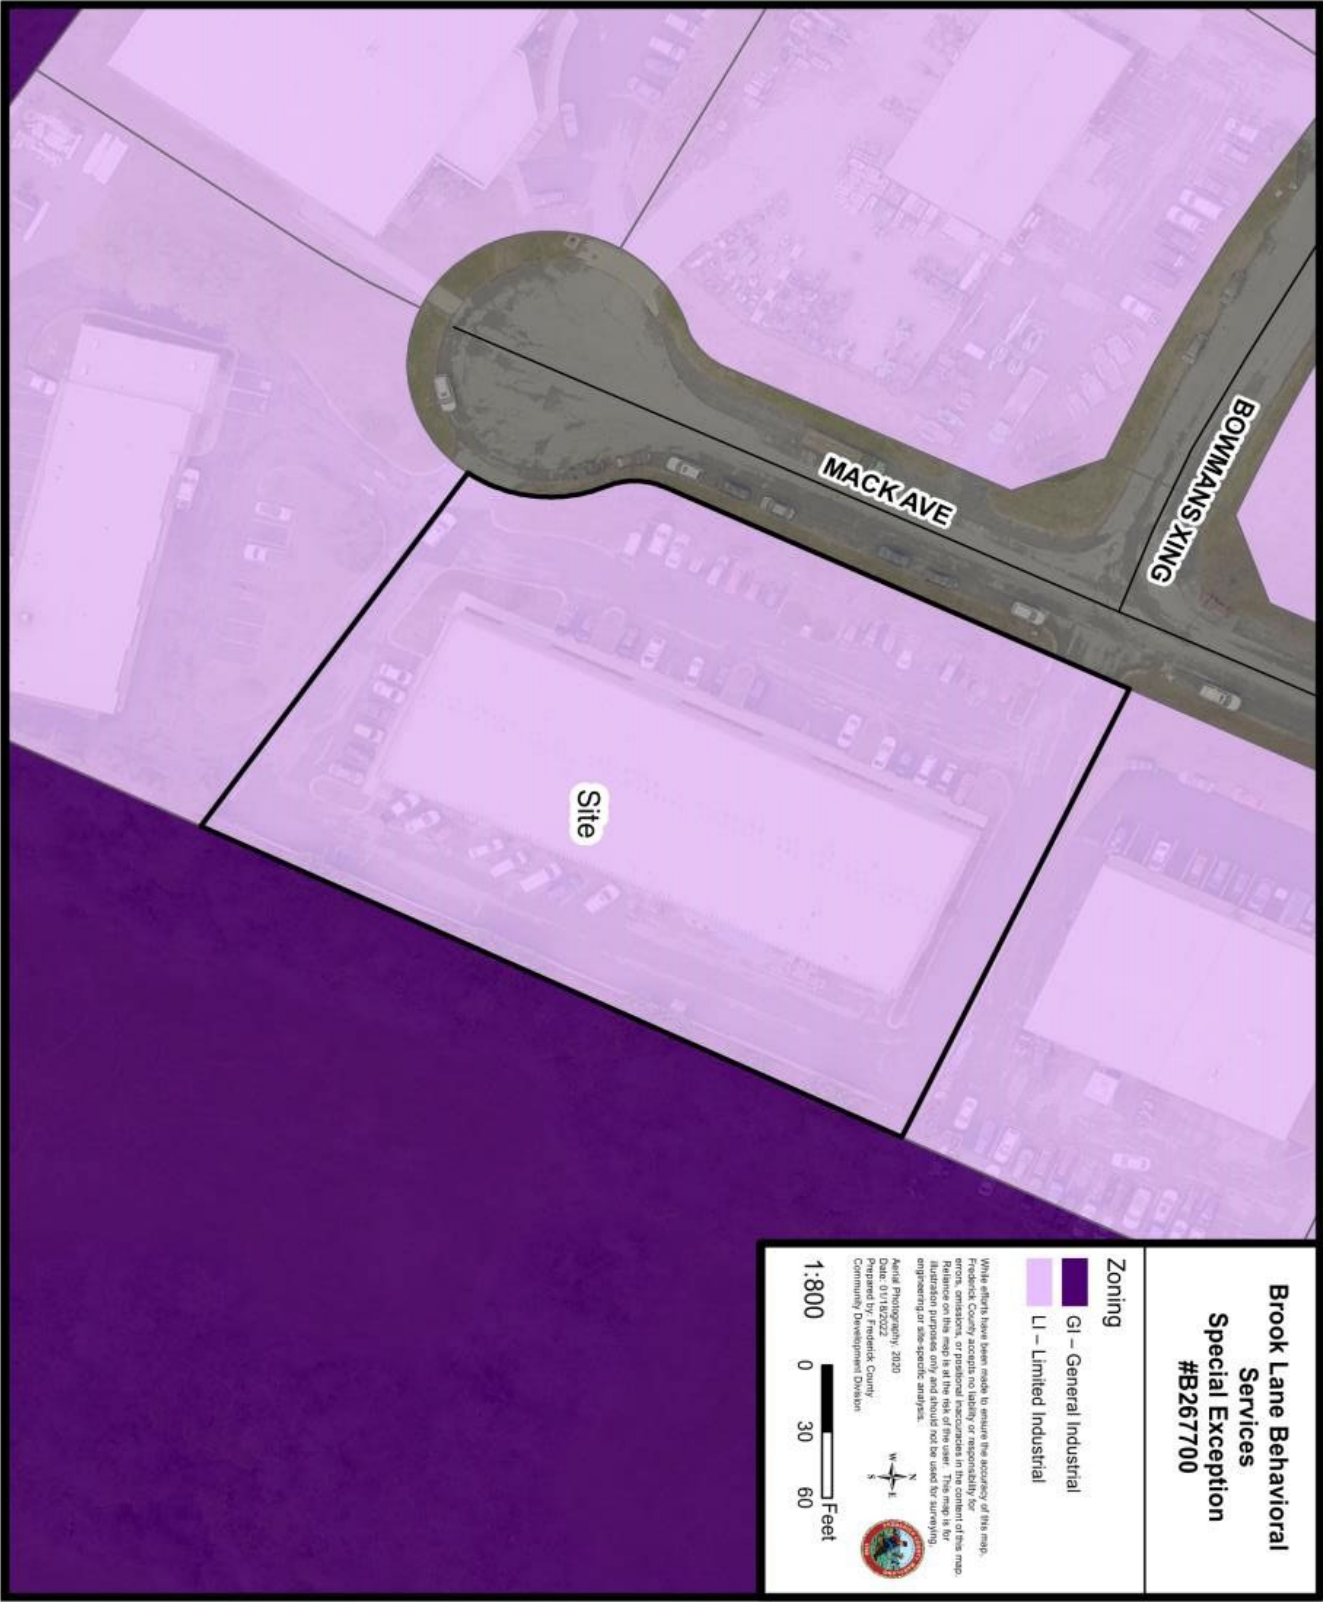 BOWMANS XING
MACK AVE
Site
Brook Lane Behavioral
Services
Special Exception
#B267700
Zoning
GI – General Industrial
LI – Limited Industrial
While efforts have been made to ensure the accuracy of this map,
Frederick County accepts no liability or responsibility for
errors, omissions, or positional inaccuracies in the content of this map.
Reliance on this map is at the risk of the user. This map is for
illustration purposes only and should not be used for surveying,
engineering,or site-specific analysis.
Aerial Photography: 2020
Date: 01/18/2022
Prepared by: Frederick County
Community Development Division
N
W E
S
1:800
0 30 60
Feet